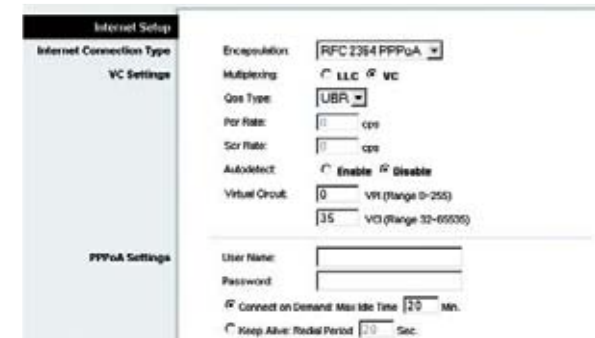 Internet Setup
Internet Connection Type
Encapsulation: RFC 2364 PPPoA
VC Settings
Multiplexing: LLC VC
Qos Type: UBR
Pcr Rate: 0 cps
Scr Rate: 0 cps
Autodetect: Enable Disable
Virtual Circuit: 0 VPI (Range 0~255)
35 VCI (Range 32~65535)
PPPoA Settings
User Name:
Password:
Connect on Demand: Max Idle Time 20 Min.
Keep Alive: Redial Period 20 Sec.